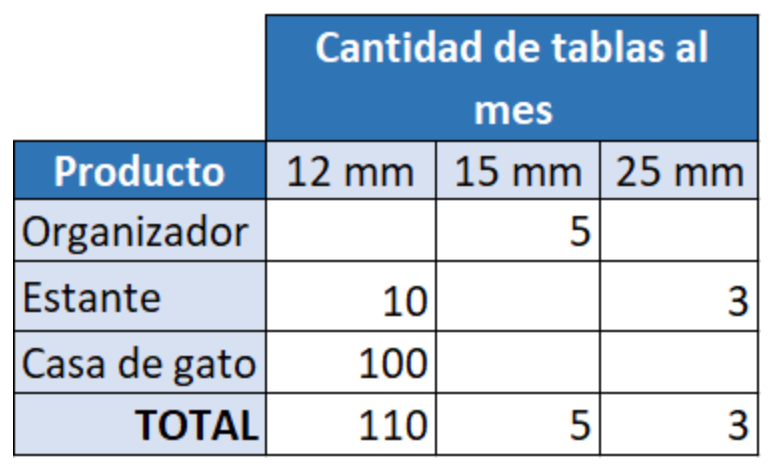 Cantidad de tablas al
mes
Producto 12 mm 15 mm 25 mm
Organizador 5
Estante 10 3
Casa de gato 100
TOTAL 110 5 3